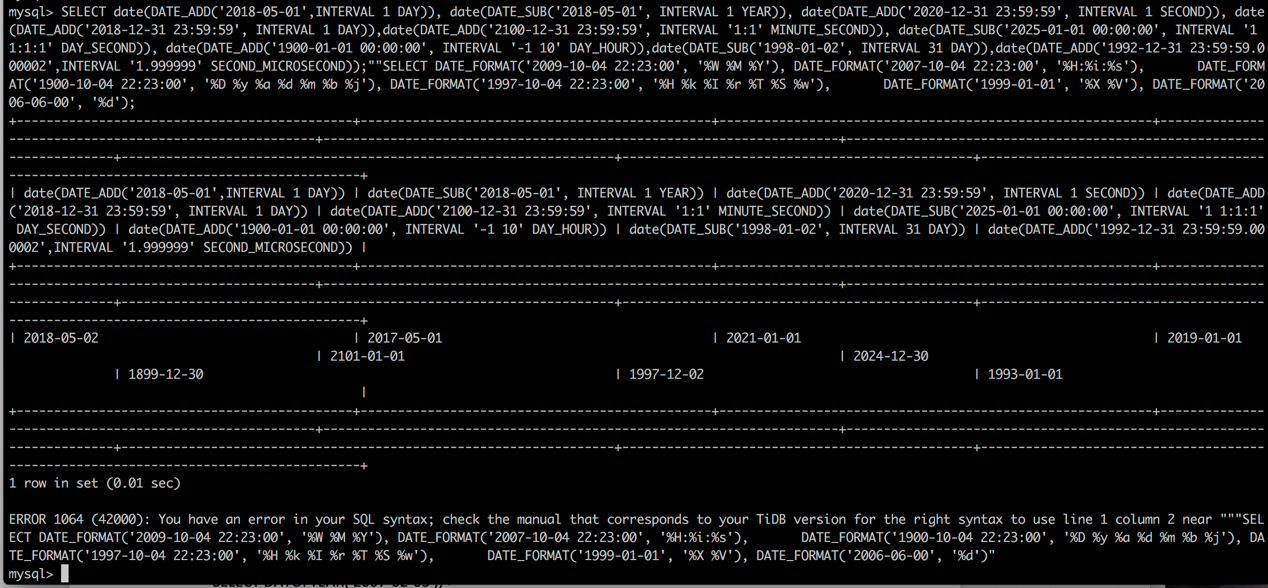 mysql> SELECT date(DATE_ADD('2018-05-01',INTERVAL 1 DAY)), date(DATE_SUB('2018-05-01', INTERVAL 1 YEAR)), date(DATE_ADD('2020-12-31 23:59:59', INTERVAL 1 SECOND)), date
(DATE_ADD('2018-12-31 23:59:59', INTERVAL 1 DAY)),date(DATE_ADD('2100-12-31 23:59:59', INTERVAL '1:1' MINUTE_SECOND)), date(DATE_SUB('2025-01-01 00:00:00', INTERVAL '1 1
1:1:1' DAY_SECOND)), date(DATE_ADD('1900-01-01 00:00:00', INTERVAL '-1 10' DAY_HOUR)),date(DATE_SUB('1998-01-02', INTERVAL 31 DAY)),date(DATE_ADD('1992-12-31 23:59:59.0
00002',INTERVAL '1.999999' SECOND_MICROSECOND));""SELECT DATE_FORMAT('2009-10-04 22:23:00', '%W %M %Y'), DATE_FORMAT('2007-10-04 22:23:00', '%H:%i:%s'),       DATE_FORM
AT('1900-10-04 22:23:00', '%D %y %a %d %m %b %j'), DATE_FORMAT('1997-10-04 22:23:00', '%H %k %I %r %T %S %w'),       DATE_FORMAT('1999-01-01', '%X %V'), DATE_FORMAT('20
06-06-00', '%d');
| date(DATE_ADD('2018-05-01',INTERVAL 1 DAY)) | date(DATE_SUB('2018-05-01', INTERVAL 1 YEAR)) | date(DATE_ADD('2020-12-31 23:59:59', INTERVAL 1 SECOND)) | date(DATE_ADD
('2018-12-31 23:59:59', INTERVAL 1 DAY)) | date(DATE_ADD('2100-12-31 23:59:59', INTERVAL '1:1' MINUTE_SECOND)) | date(DATE_SUB('2025-01-01 00:00:00', INTERVAL '1 1:1:1'
DAY_SECOND)) | date(DATE_ADD('1900-01-01 00:00:00', INTERVAL '-1 10' DAY_HOUR)) | date(DATE_SUB('1998-01-02', INTERVAL 31 DAY)) | date(DATE_ADD('1992-12-31 23:59:59.00
0002',INTERVAL '1.999999' SECOND_MICROSECOND)) |
| 2018-05-02 | 2017-05-01 | 2021-01-01 | 2019-01-01
| 2101-01-01 | 2024-12-30
| 1899-12-30 | 1997-12-02 | 1993-01-01
|
1 row in set (0.01 sec)
ERROR 1064 (42000): You have an error in your SQL syntax; check the manual that corresponds to your TiDB version for the right syntax to use line 1 column 2 near """SEL
ECT DATE_FORMAT('2009-10-04 22:23:00', '%W %M %Y'), DATE_FORMAT('2007-10-04 22:23:00', '%H:%i:%s'),       DATE_FORMAT('1900-10-04 22:23:00', '%D %y %a %d %m %b %j'), DA
TE_FORMAT('1997-10-04 22:23:00', '%H %k %I %r %T %S %w'),       DATE_FORMAT('1999-01-01', '%X %V'), DATE_FORMAT('2006-06-00', '%d')"
mysql>